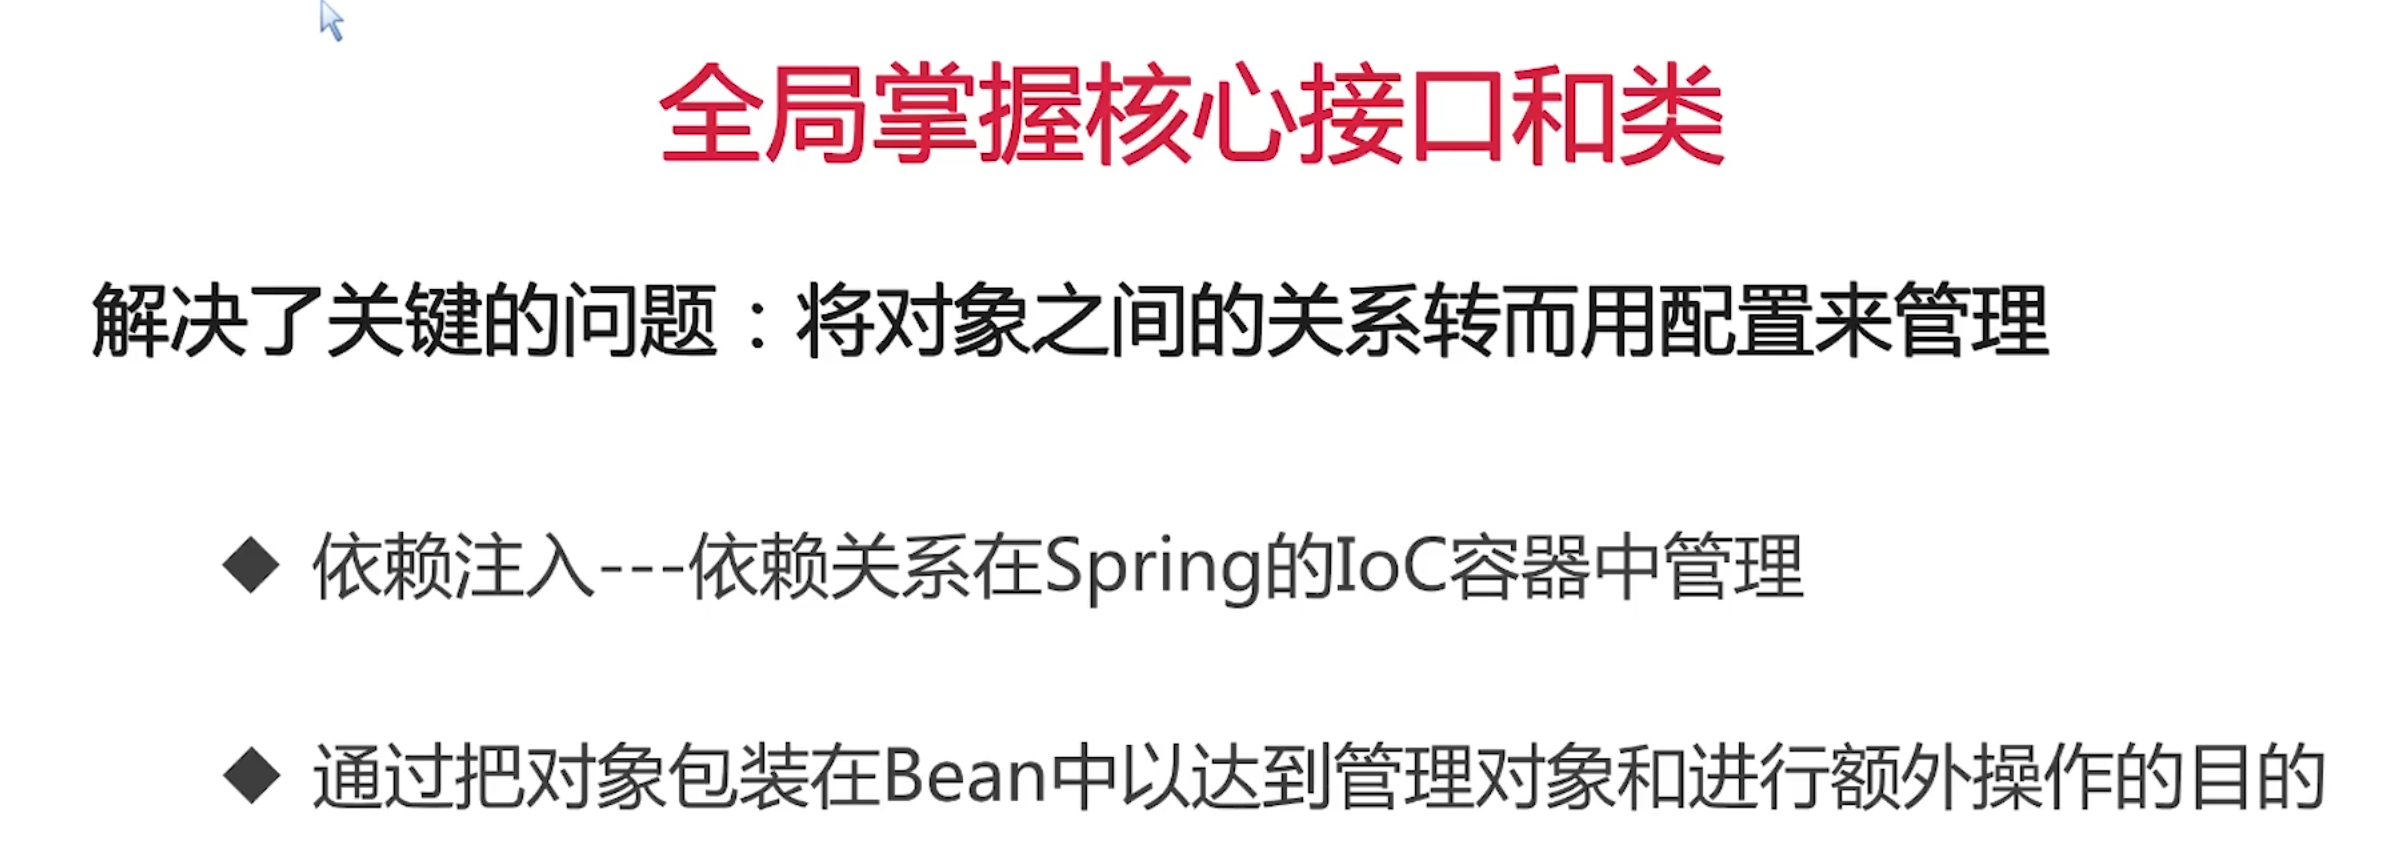 全局掌握核心接口和类
解决了关键的问题：将对象之间的关系转而用配置来管理
◆ 依赖注入---依赖关系在Spring的IoC容器中管理
◆ 通过把对象包装在Bean中以达到管理对象和进行额外操作的目的